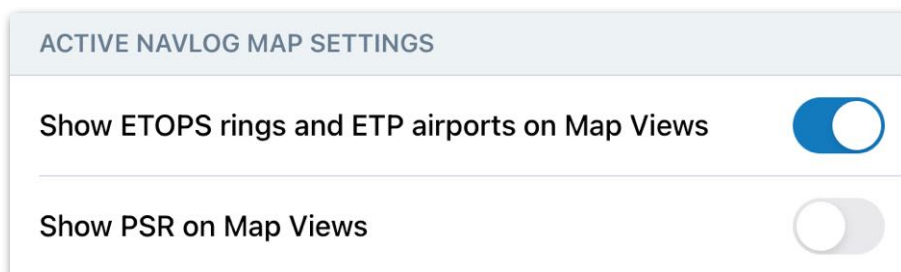 ACTIVE NAVLOG MAP SETTINGS
Show ETOPS rings and ETP airports on Map Views
Show PSR on Map Views